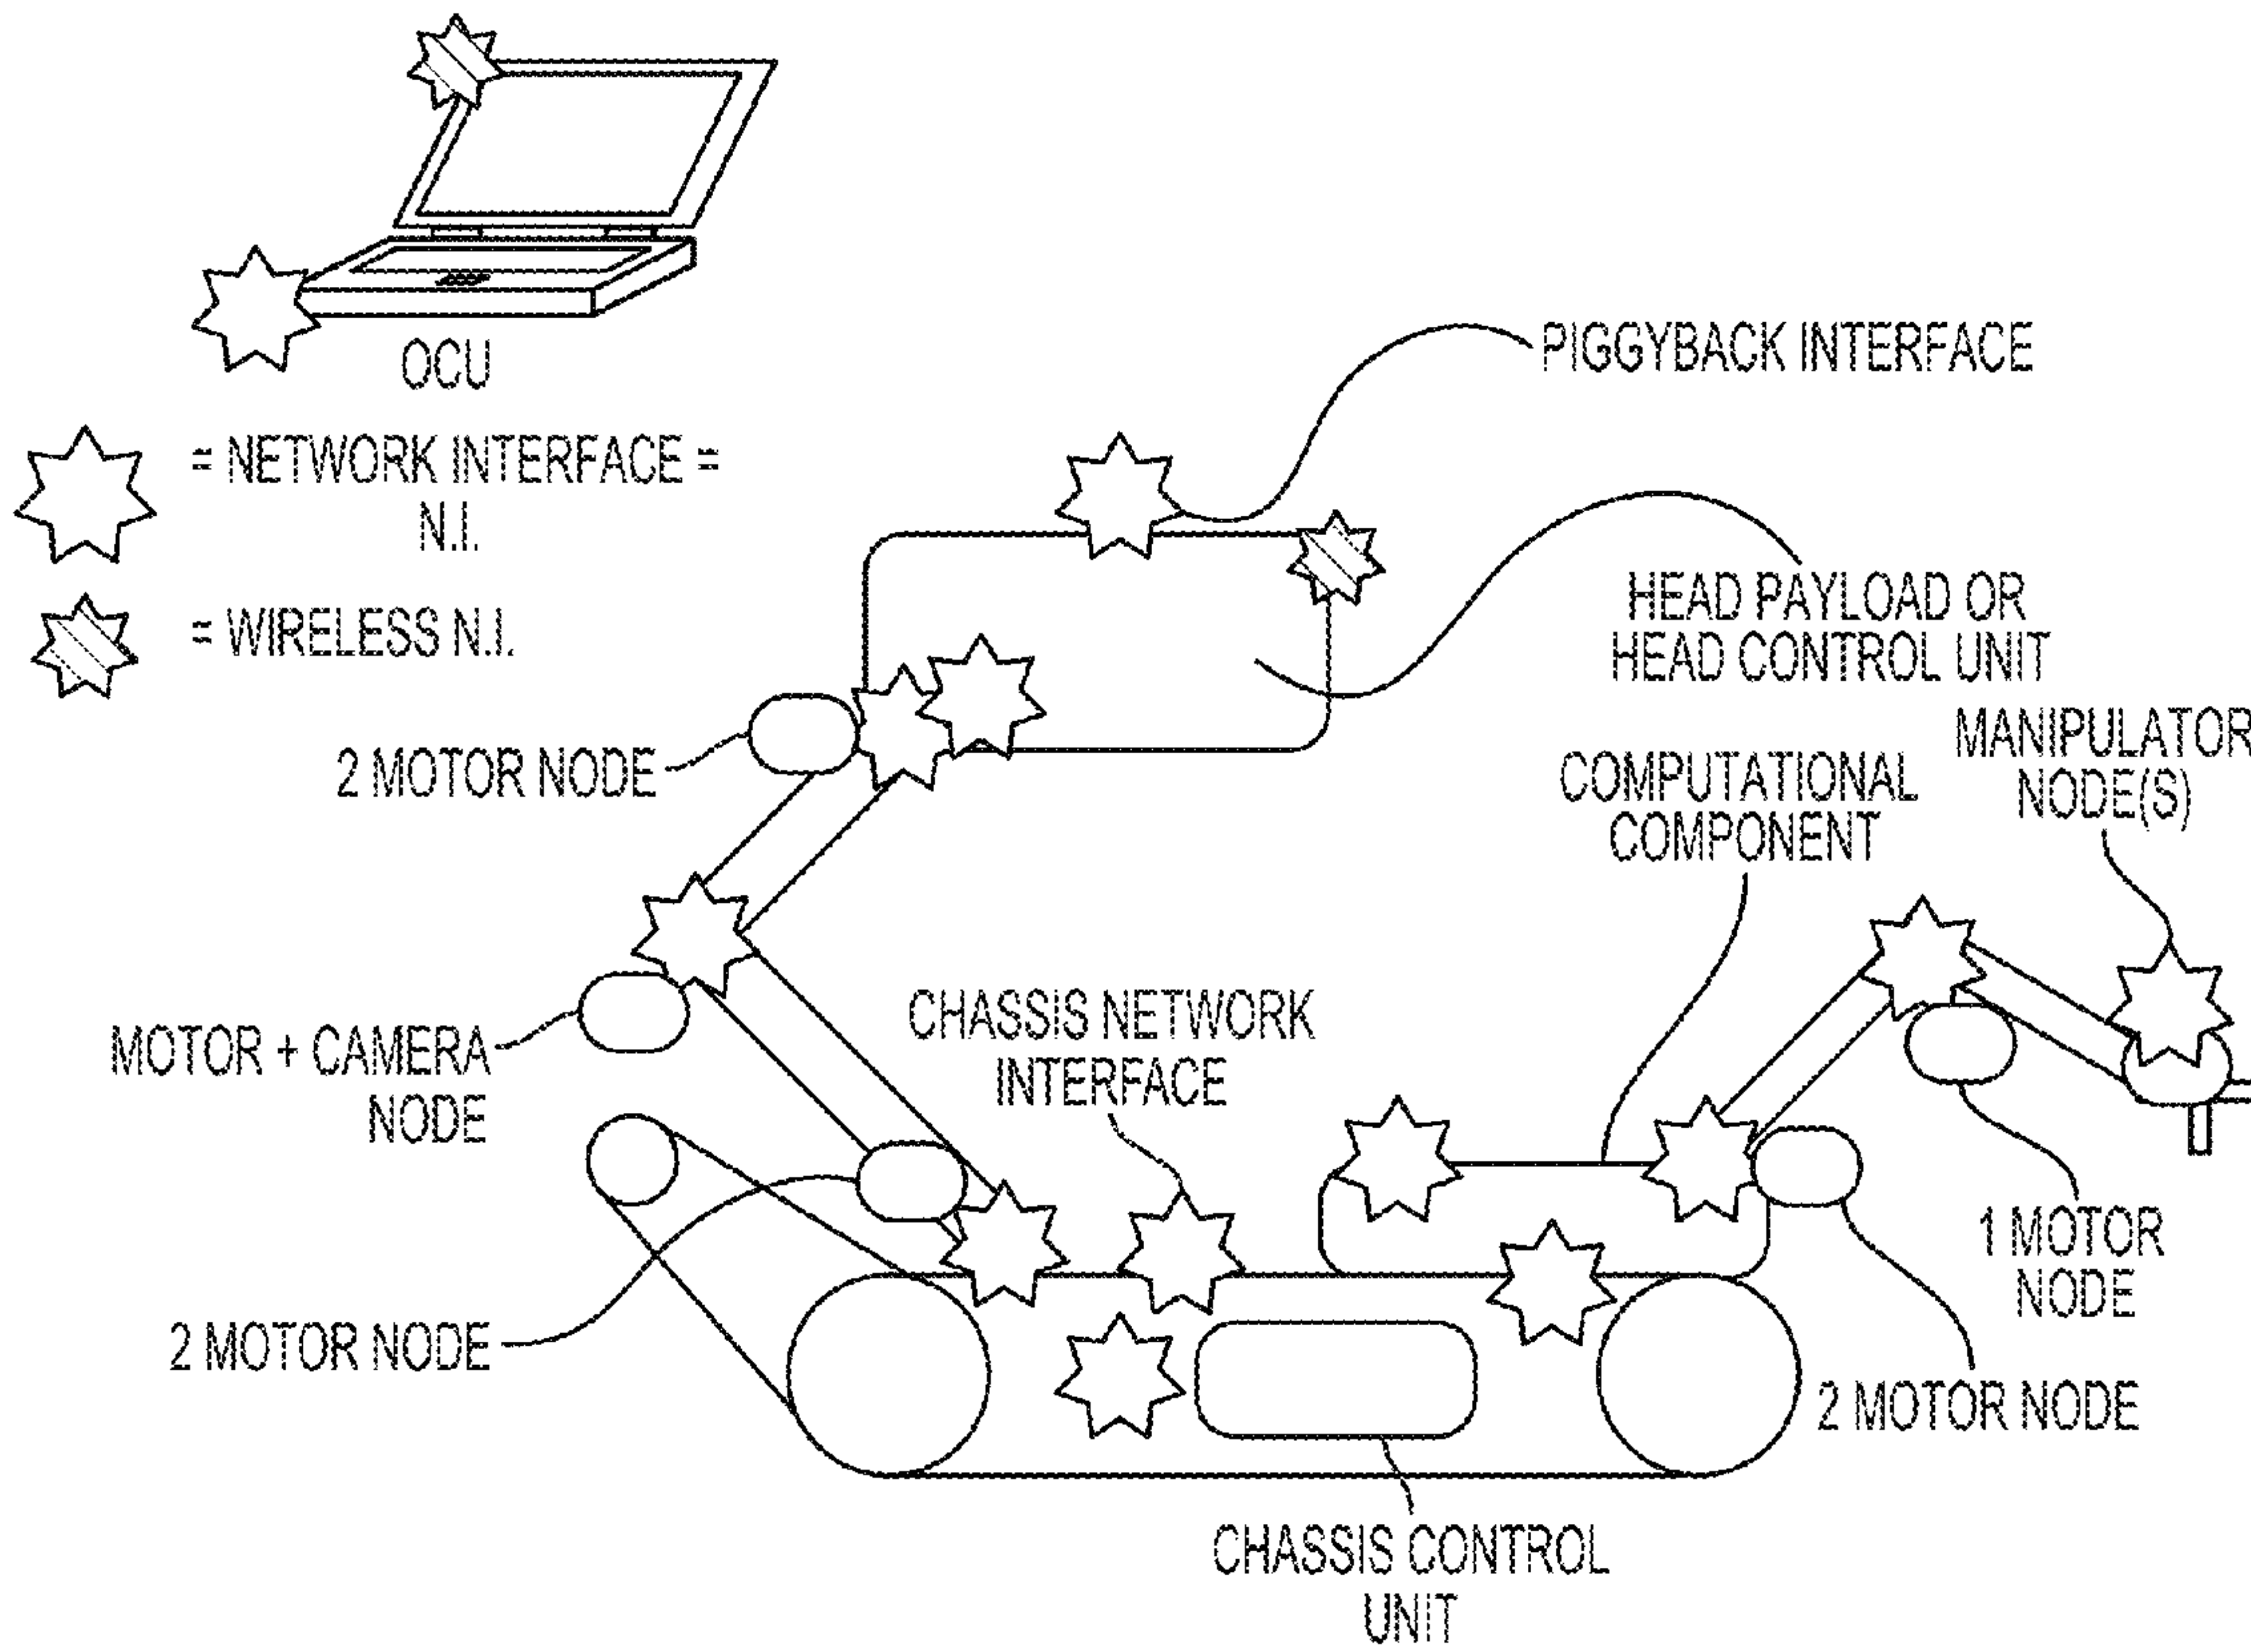 OCU
= NETWORK INTERFACE =
N.I.
= WIRELESS N.I.
PIGGYBACK INTERFACE
HEAD PAYLOAD OR
HEAD CONTROL UNIT
2 MOTOR NODE
COMPUTATIONAL
COMPONENT
MANIPULATOR
NODE(S)
MOTOR + CAMERA
NODE
CHASSIS NETWORK
INTERFACE
1 MOTOR
NODE
2 MOTOR NODE
2 MOTOR NODE
CHASSIS CONTROL
UNIT